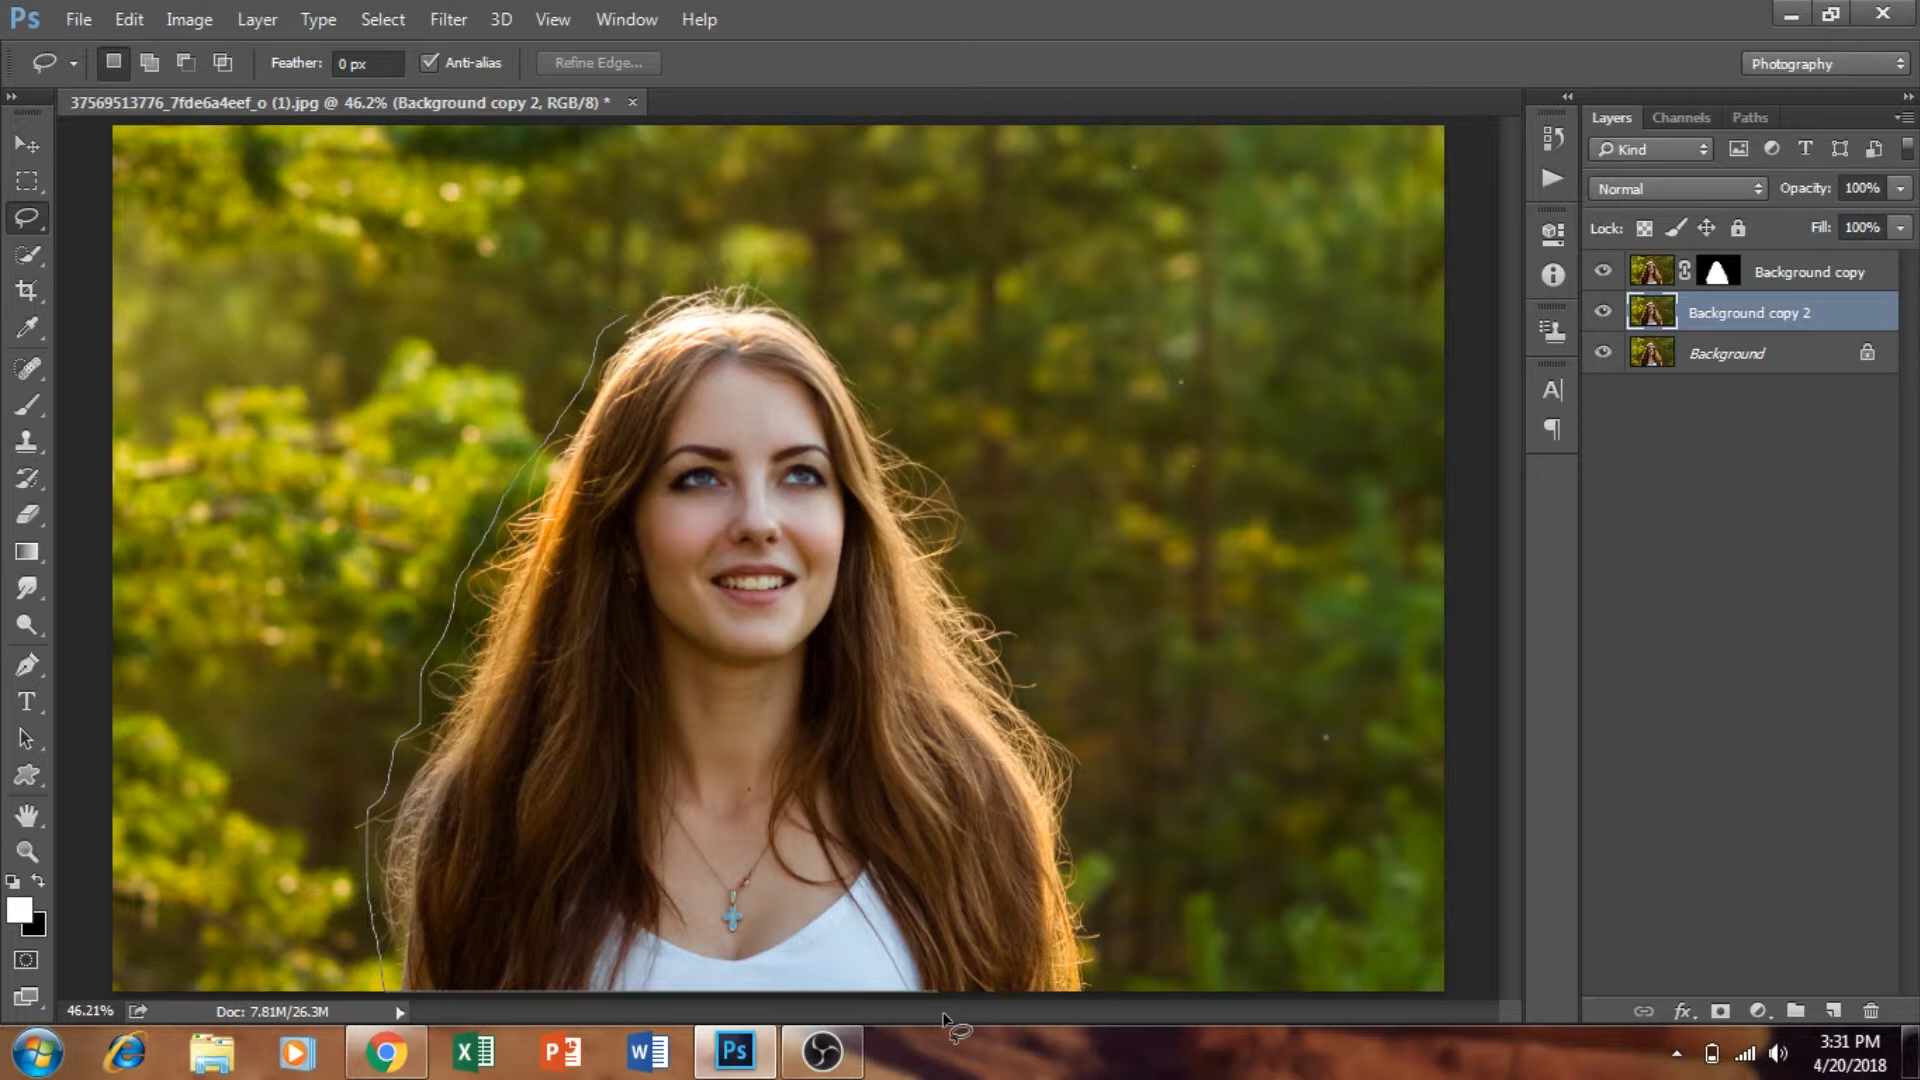 Ps File Edit Image Layer Type Select Filter 3D View Window Help
Feather: 0 px Anti-alias Refine Edge... Photography
37569513776_7fde6a4eef_o (1).jpg @ 46.2% (Background copy 2, RGB/8) *
Layers Channels Paths
Kind
Normal Opacity: 100%
Lock: Fill: 100%
Background copy
Background copy 2
Background
46.21% Doc: 7.81M/26.3M
Ps
3:31 PM
4/20/2018